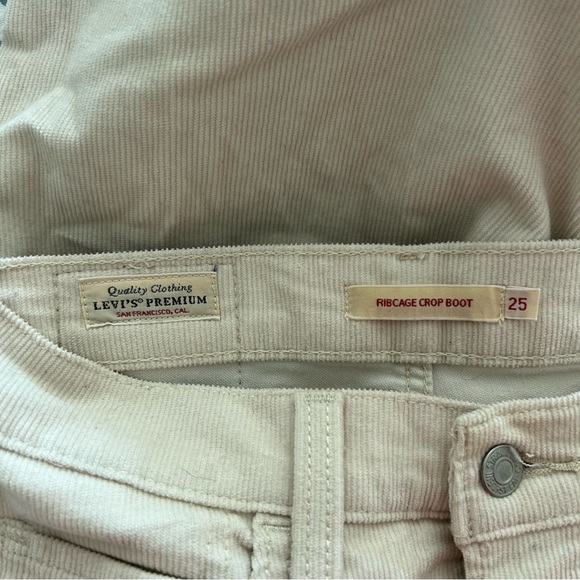 Quality Clothing
LEVI'S® PREMIUM
SAN FRANCISCO, CAL.
RIBCAGE CROP BOOT
25